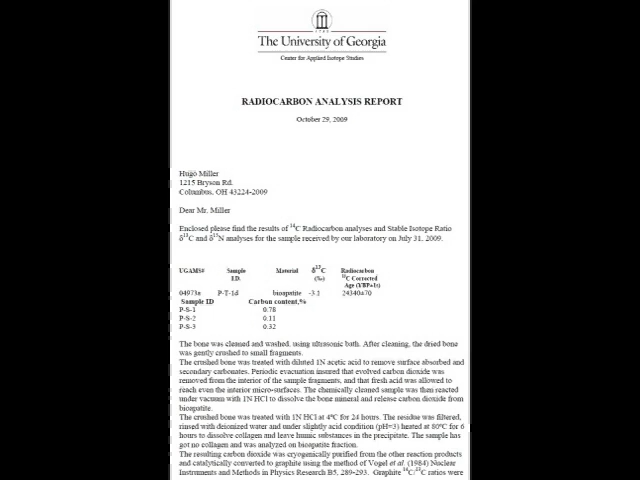 1785
The University of Georgia
Center for Applied Isotope Studies
RADIOCARBON ANALYSIS REPORT
October 29, 2009
Hugo Miller
1215 Bryson Rd.
Columbus, OH 43224-2009
Dear Mr. Miller
Enclosed please find the results of ¹⁴C Radiocarbon analyses and Stable Isotope Ratio
δ¹³C and δ¹⁵N analyses for the sample received by our laboratory on July 31, 2009.
UGAMS# Sample Material δ¹³C Radiocarbon
I.D. (‰) ¹⁴C Corrected
Age (YBP±1s)
04973a P-T-1d bioapatite -3.1 24340±70
Sample ID Carbon content,%
P-S-1 0.78
P-S-2 0.11
P-S-3 0.32
The bone was cleaned and washed, using ultrasonic bath. After cleaning, the dried bone
was gently crushed to small fragments.
The crushed bone was treated with diluted 1N acetic acid to remove surface absorbed and
secondary carbonates. Periodic evacuation insured that evolved carbon dioxide was
removed from the interior of the sample fragments, and that fresh acid was allowed to
reach even the interior micro-surfaces. The chemically cleaned sample was then reacted
under vacuum with 1N HCl to dissolve the bone mineral and release carbon dioxide from
bioapatite.
The crushed bone was treated with 1N HCl at 4ºC for 24 hours. The residue was filtered,
rinsed with deionized water and under slightly acid condition (pH=3) heated at 80ºC for 6
hours to dissolve collagen and leave humic substances in the precipitate. The sample has
got no collagen and was analyzed on bioapatite fraction.
The resulting carbon dioxide was cryogenically purified from the other reaction products
and catalytically converted to graphite using the method of Vogel et al. (1984) Nuclear
Instruments and Methods in Physics Research B5, 289-293. Graphite ¹⁴C/¹³C ratios were